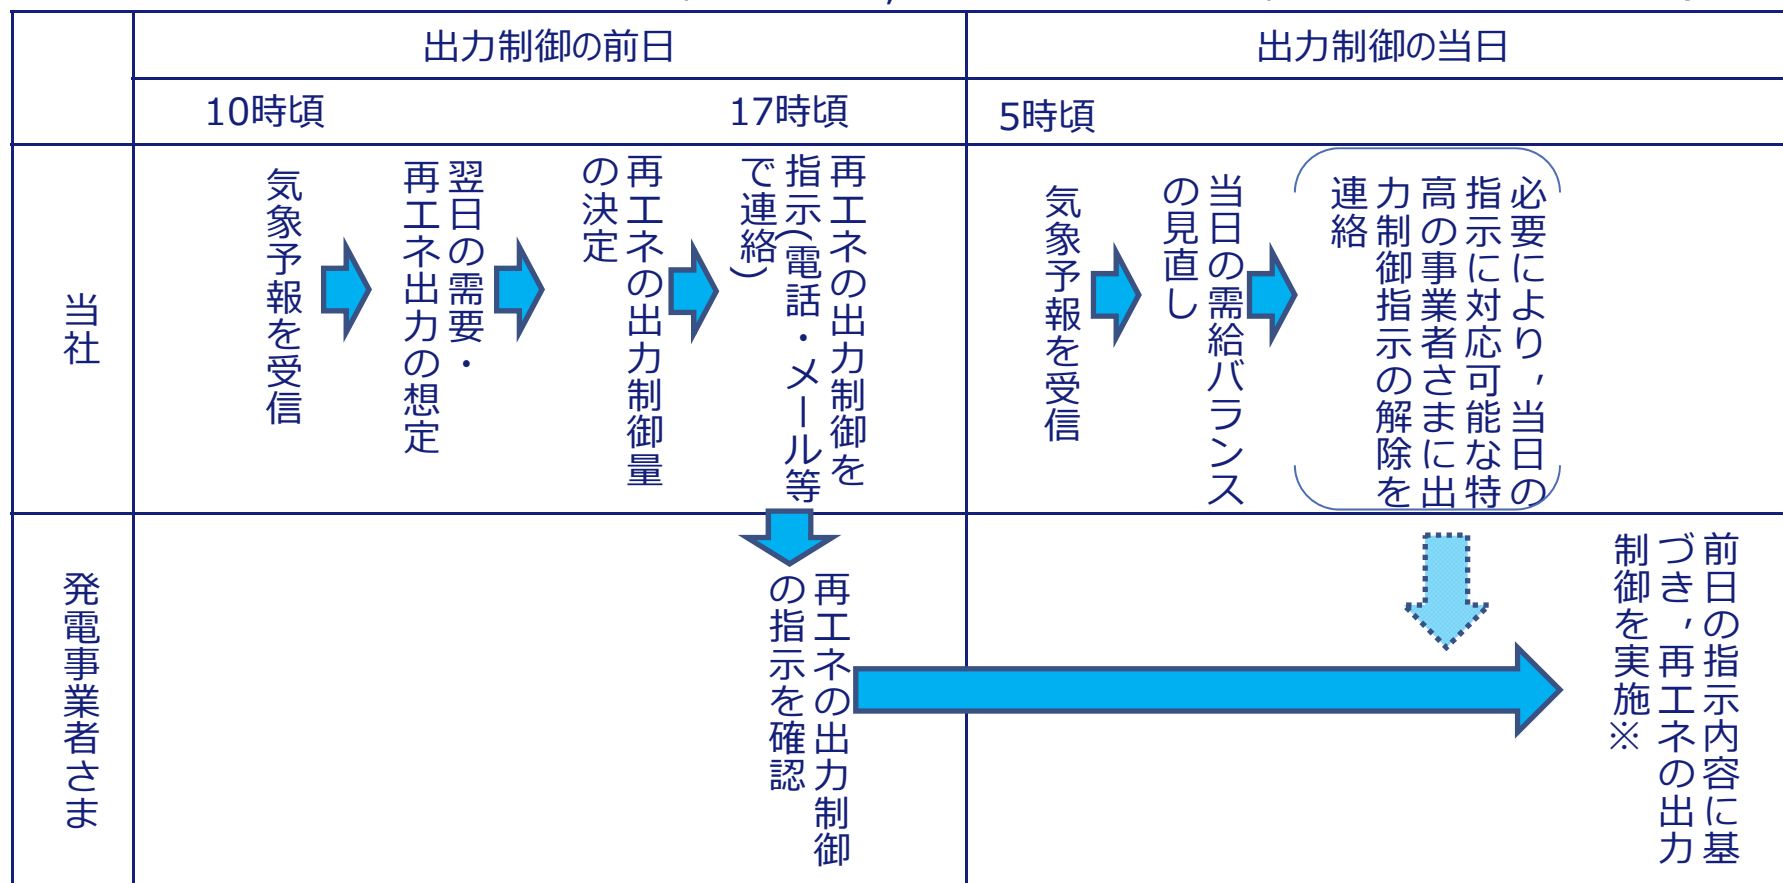 出力制御の前日
出力制御の当日
10時頃
17時頃
5時頃
当社
気象予報を受信
翌日の需要・
再エネ出力の想定
再エネの出力制御量
の決定
再エネの出力制御を
指示(電話・メール等
で連絡)
気象予報を受信
当日の需給バランス
の見直し
必要により,当日の
指示に対応可能な特
高の事業者さまに出
力制御指示の解除を
連絡
発電事業者さま
再エネの出力制御
の指示を確認
前日の指示内容に基
づき,再エネの出力
制御を実施※